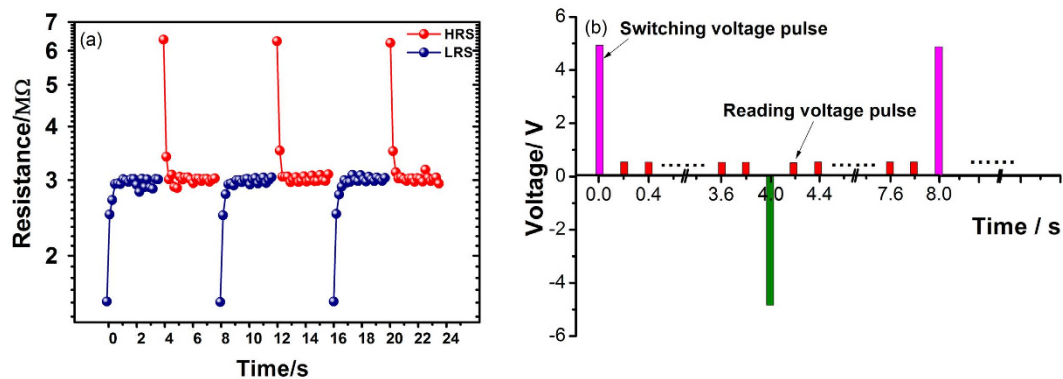 (a)
HRS
LRS
7
6
5
4
3
2
Resistance/MΩ
0 2 4 6 8 10 12 14 16 18 20 22 24
Time/s
(b)
Switching voltage pulse
Reading voltage pulse
6
4
2
0
-2
-4
-6
Voltage/ V
0.0 0.4 3.6 4.0 4.4 7.6 8.0
Time / s